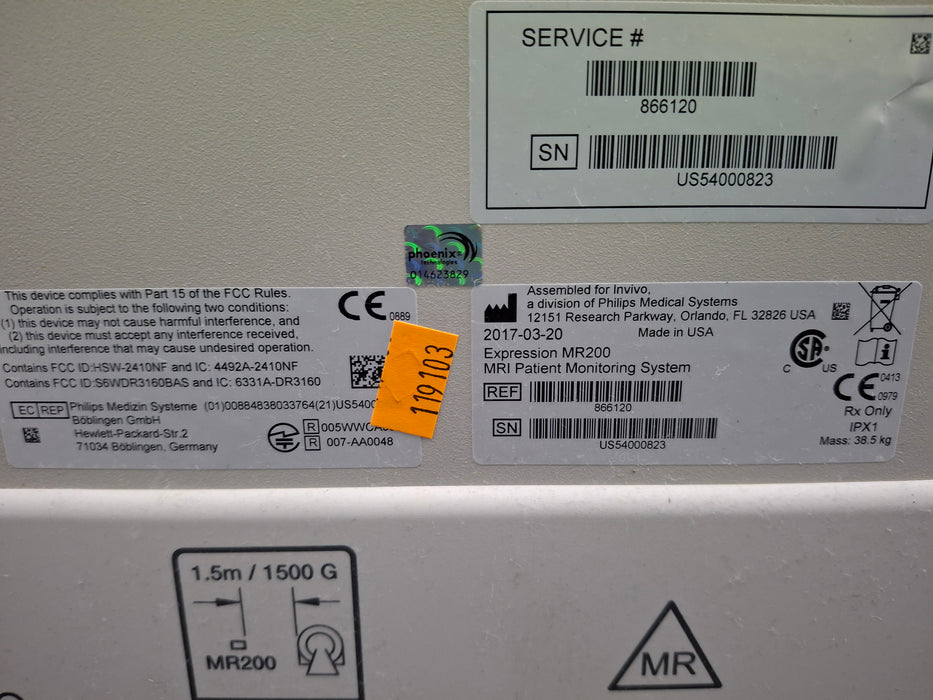 SERVICE #
866120
SN
US54000823
phoenix
technologies
014623829
This device complies with Part 15 of the FCC Rules.
Operation is subject to the following two conditions:
(1) this device may not cause harmful interference, and
(2) this device must accept any interference received,
including interference that may cause undesired operation.
Contains FCC ID:HSW-2410NF and IC: 4492A-2410NF
Contains FCC ID:S6WDR3160BAS and IC: 6331A-DR3160
CE 0889
EC REP Philips Medizin Systeme (01)00884838033764(21)US540
Böblingen GmbH
Hewlett-Packard-Str.2
71034 Böblingen, Germany
R 005WWCA
R 007-AA0048
119103
Assembled for Invivo,
a division of Philips Medical Systems
12151 Research Parkway, Orlando, FL 32826 USA
2017-03-20 Made in USA
Expression MR200
MRI Patient Monitoring System
REF
866120
SN
US54000823
C SA US
CE 0413
0979
Rx Only
IPX1
Mass: 38.5 kg
1.5m / 1500 G
MR200
MR